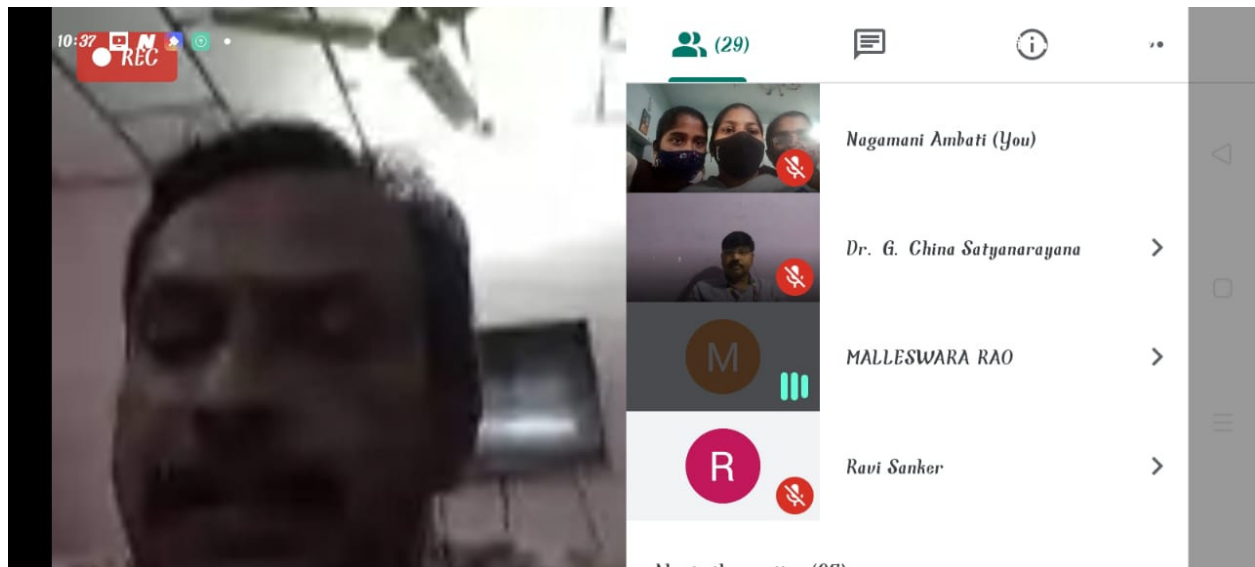 10:37
REC
(29)
Nagamani Ambati (You)
Dr. G. China Satyanarayana
M
MALLESWARA RAO
R
Ravi Sanker